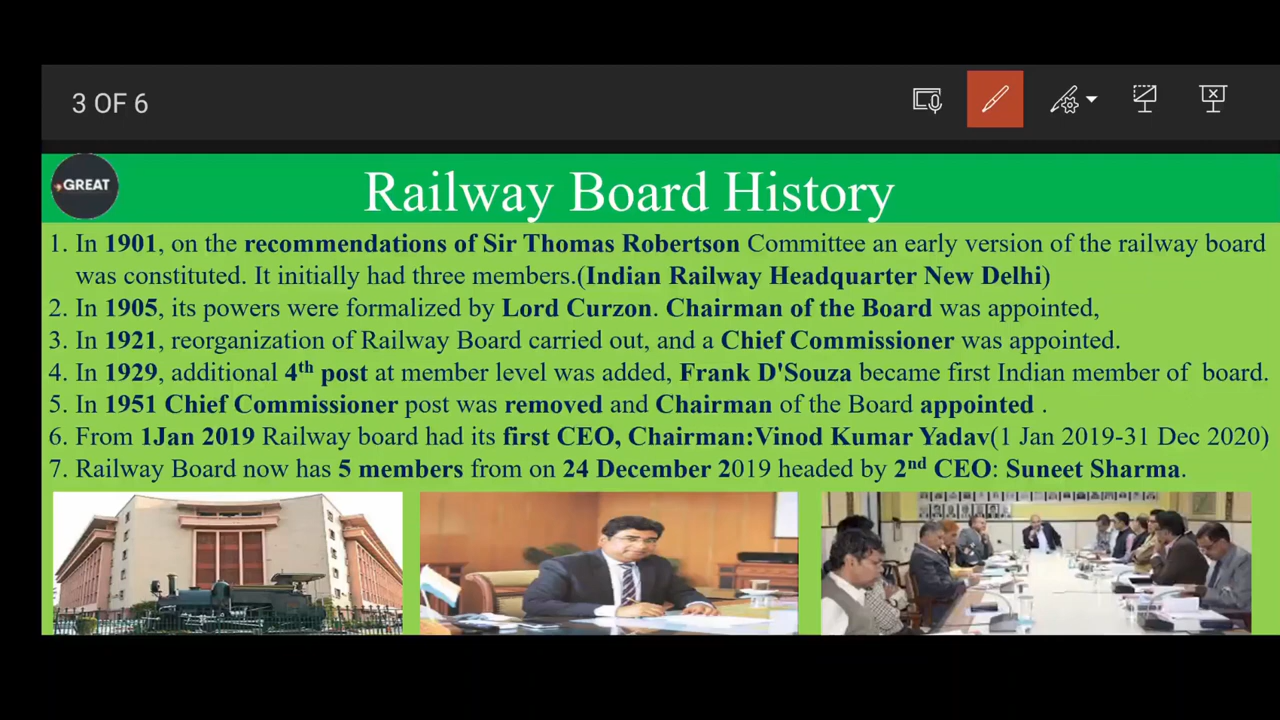 3 OF 6
GREAT
Railway Board History
1. In 1901, on the recommendations of Sir Thomas Robertson Committee an early version of the railway board
was constituted. It initially had three members.(Indian Railway Headquarter New Delhi)
2. In 1905, its powers were formalized by Lord Curzon. Chairman of the Board was appointed,
3. In 1921, reorganization of Railway Board carried out, and a Chief Commissioner was appointed.
4. In 1929, additional 4th post at member level was added, Frank D'Souza became first Indian member of board.
5. In 1951 Chief Commissioner post was removed and Chairman of the Board appointed .
6. From 1Jan 2019 Railway board had its first CEO, Chairman:Vinod Kumar Yadav(1 Jan 2019-31 Dec 2020)
7. Railway Board now has 5 members from on 24 December 2019 headed by 2nd CEO: Suneet Sharma.